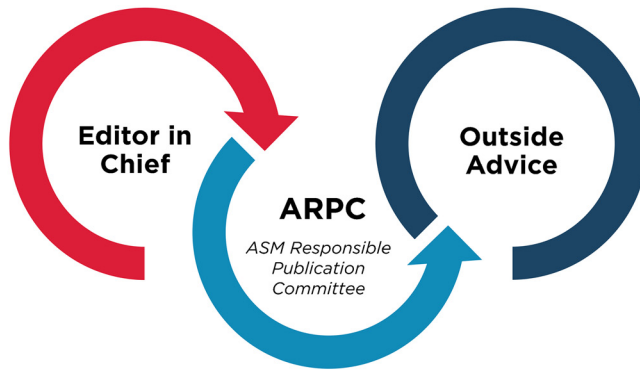 Editor in
Chief
ARPC
ASM Responsible
Publication
Committee
Outside
Advice